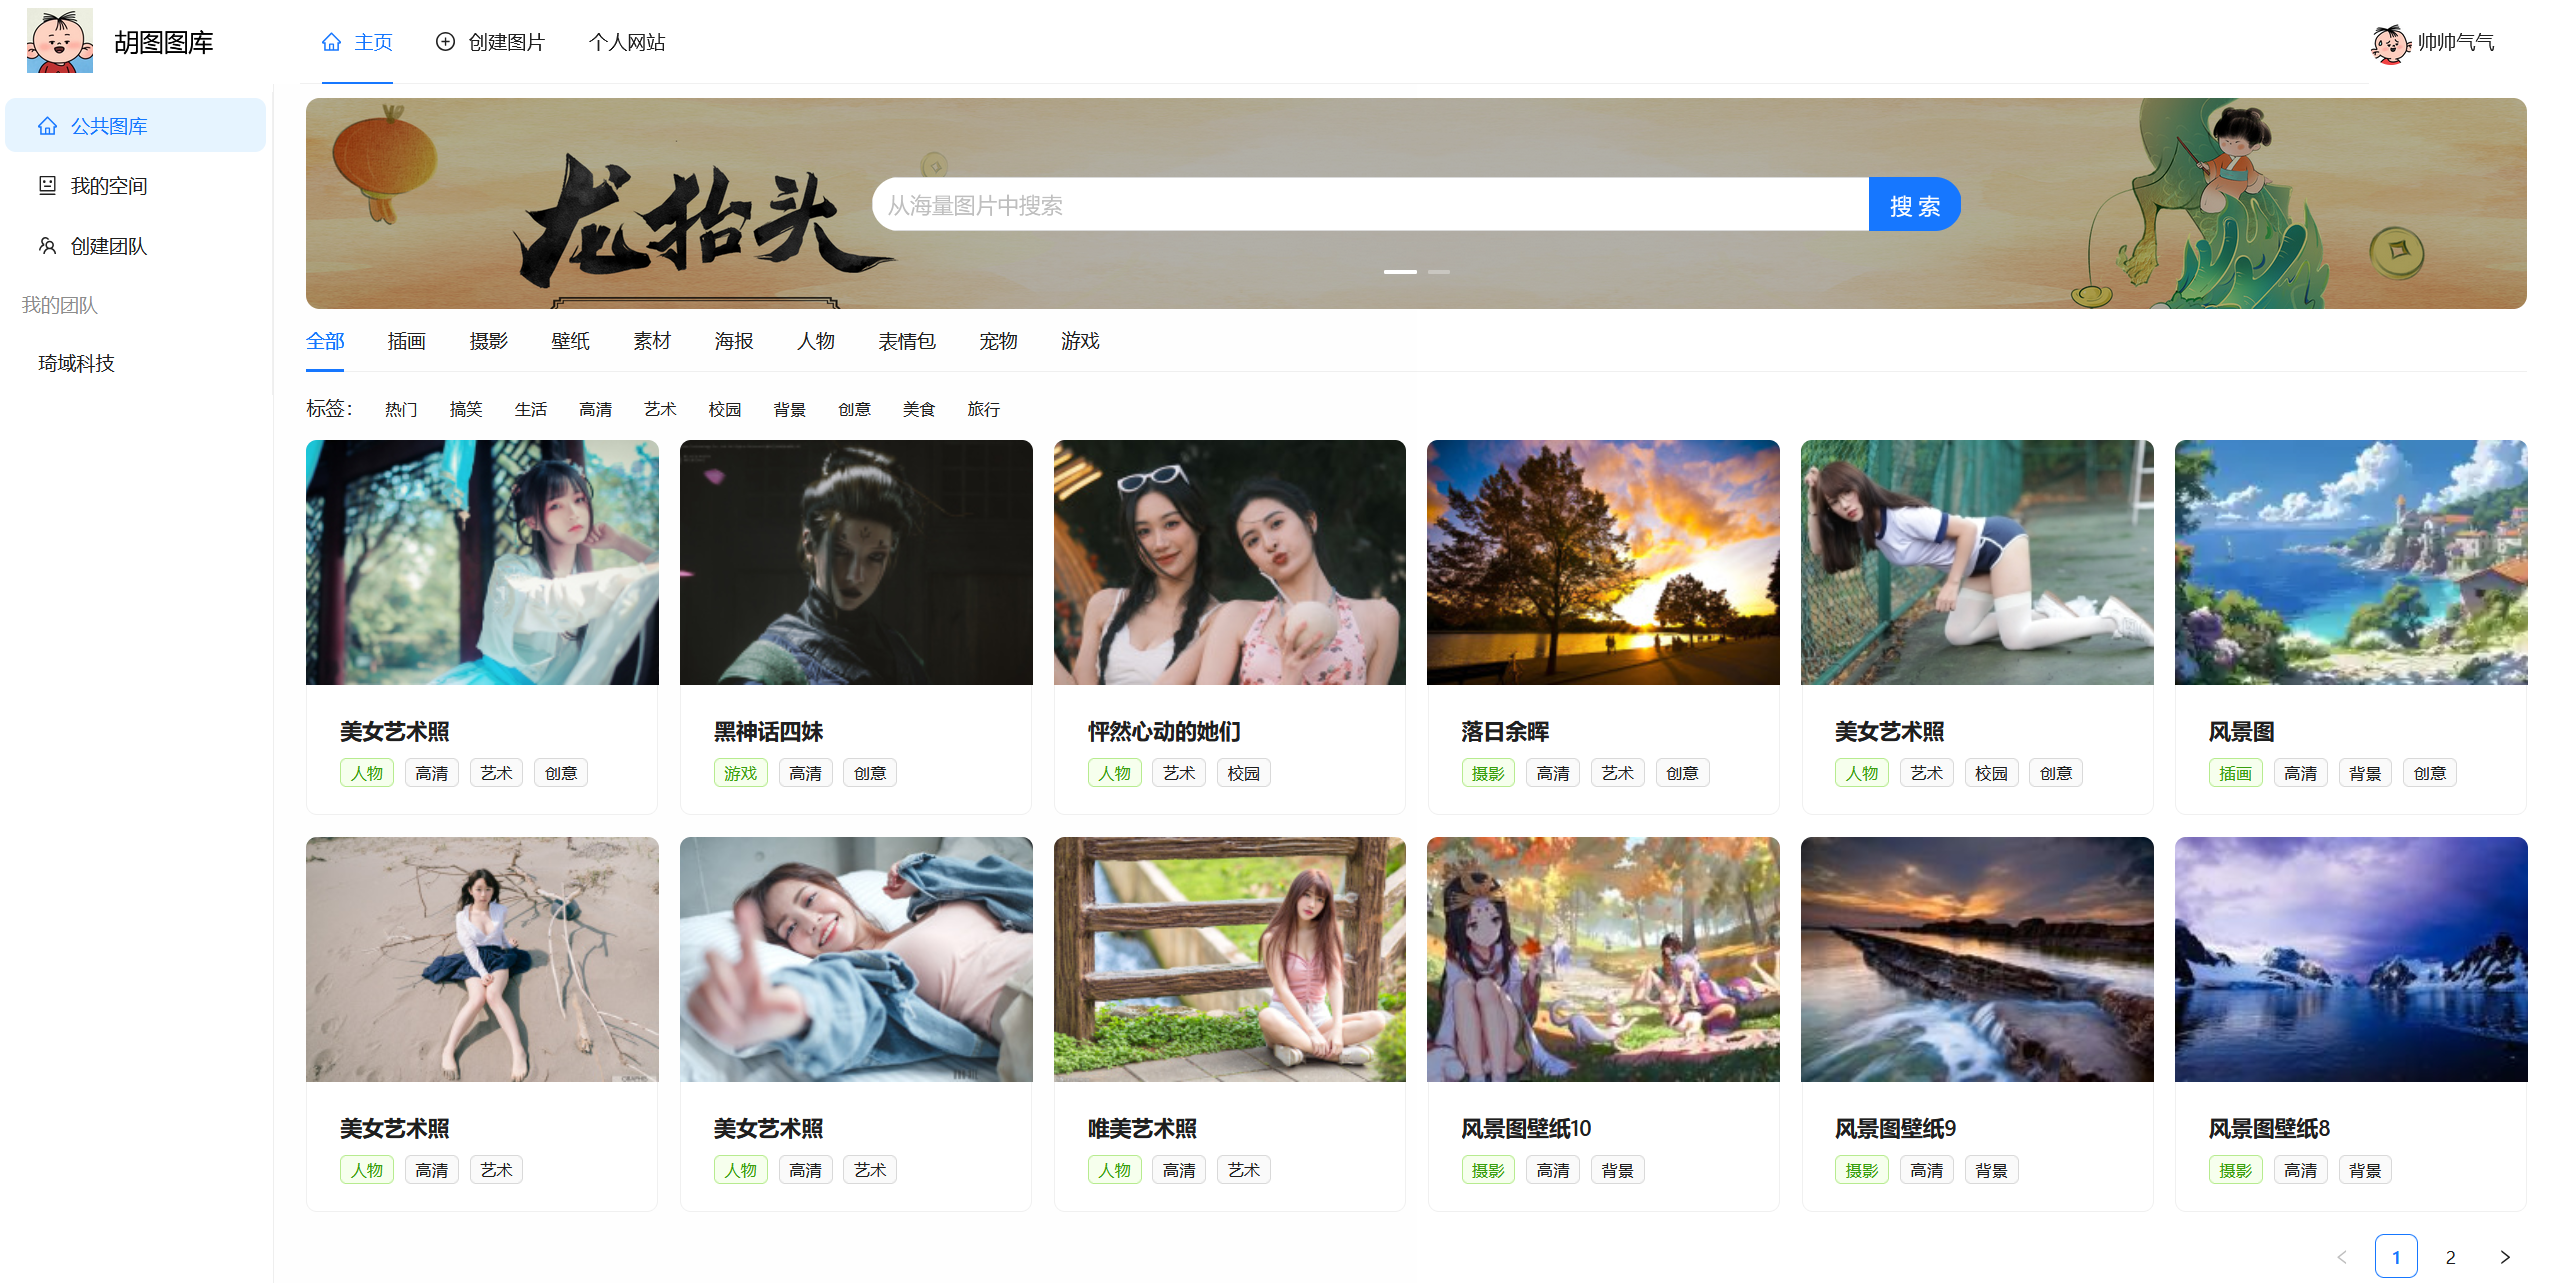 胡图图库
主页 创建图片 个人网站
帅帅气气
公共图库
我的空间
创建团队
我的团队
琦域科技
龙抬头
从海量图片中搜索
搜 索
全部 插画 摄影 壁纸 素材 海报 人物 表情包 宠物 游戏
标签： 热门 搞笑 生活 高清 艺术 校园 背景 创意 美食 旅行
美女艺术照
人物 高清 艺术 创意
黑神话四妹
游戏 高清 创意
怦然心动的她们
人物 艺术 校园
落日余晖
摄影 高清 艺术 创意
美女艺术照
人物 艺术 校园 创意
风景图
插画 高清 背景 创意
美女艺术照
人物 高清 艺术
美女艺术照
人物 高清 艺术
唯美艺术照
人物 高清 艺术
风景图壁纸10
摄影 高清 背景
风景图壁纸9
摄影 高清 背景
风景图壁纸8
摄影 高清 背景
1 2